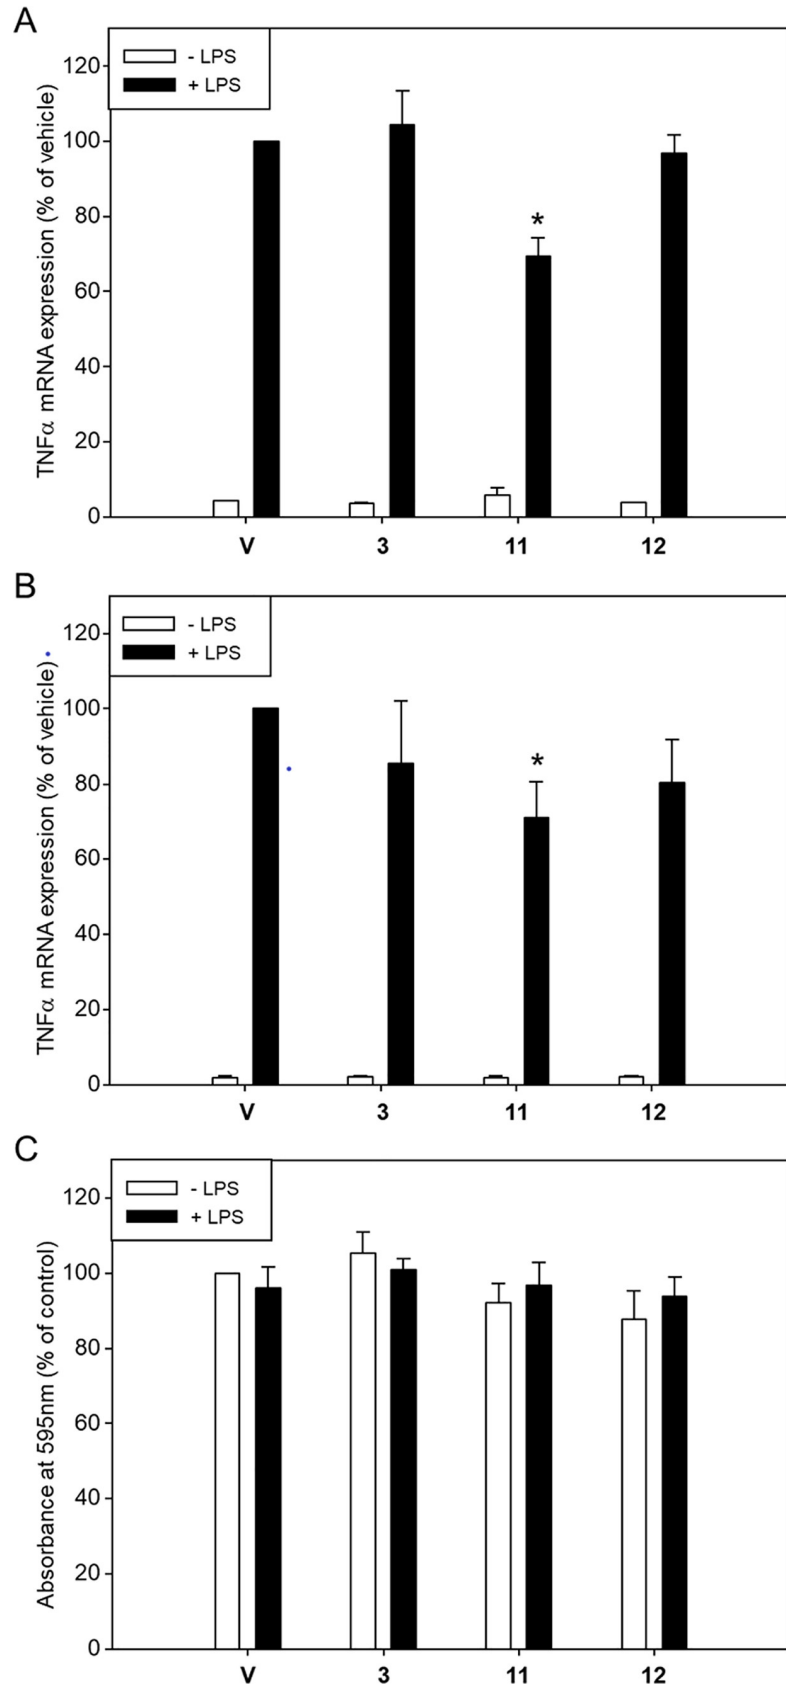 A
- LPS
+ LPS
TNFα mRNA expression (% of vehicle)
120
100
80
60
40
20
0
*
V 3 11 12
B
- LPS
+ LPS
TNFα mRNA expression (% of vehicle)
120
100
80
60
40
20
0
*
V 3 11 12
C
- LPS
+ LPS
Absorbance at 595nm (% of control)
120
100
80
60
40
20
0
V 3 11 12